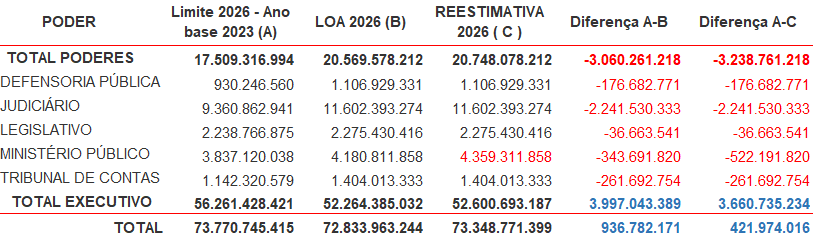 PODER Limite 2026 - Ano base 2023 (A) LOA 2026 (B) REESTIMATIVA 2026 ( C ) Diferença A-B Diferença A-C
TOTAL PODERES 17.509.316.994 20.569.578.212 20.748.078.212 -3.060.261.218 -3.238.761.218
DEFENSORIA PÚBLICA 930.246.560 1.106.929.331 1.106.929.331 -176.682.771 -176.682.771
JUDICIÁRIO 9.360.862.941 11.602.393.274 11.602.393.274 -2.241.530.333 -2.241.530.333
LEGISLATIVO 2.238.766.875 2.275.430.416 2.275.430.416 -36.663.541 -36.663.541
MINISTÉRIO PÚBLICO 3.837.120.038 4.180.811.858 4.359.311.858 -343.691.820 -522.191.820
TRIBUNAL DE CONTAS 1.142.320.579 1.404.013.333 1.404.013.333 -261.692.754 -261.692.754
TOTAL EXECUTIVO 56.261.428.421 52.264.385.032 52.600.693.187 3.997.043.389 3.660.735.234
TOTAL 73.770.745.415 72.833.963.244 73.348.771.399 936.782.171 421.974.016